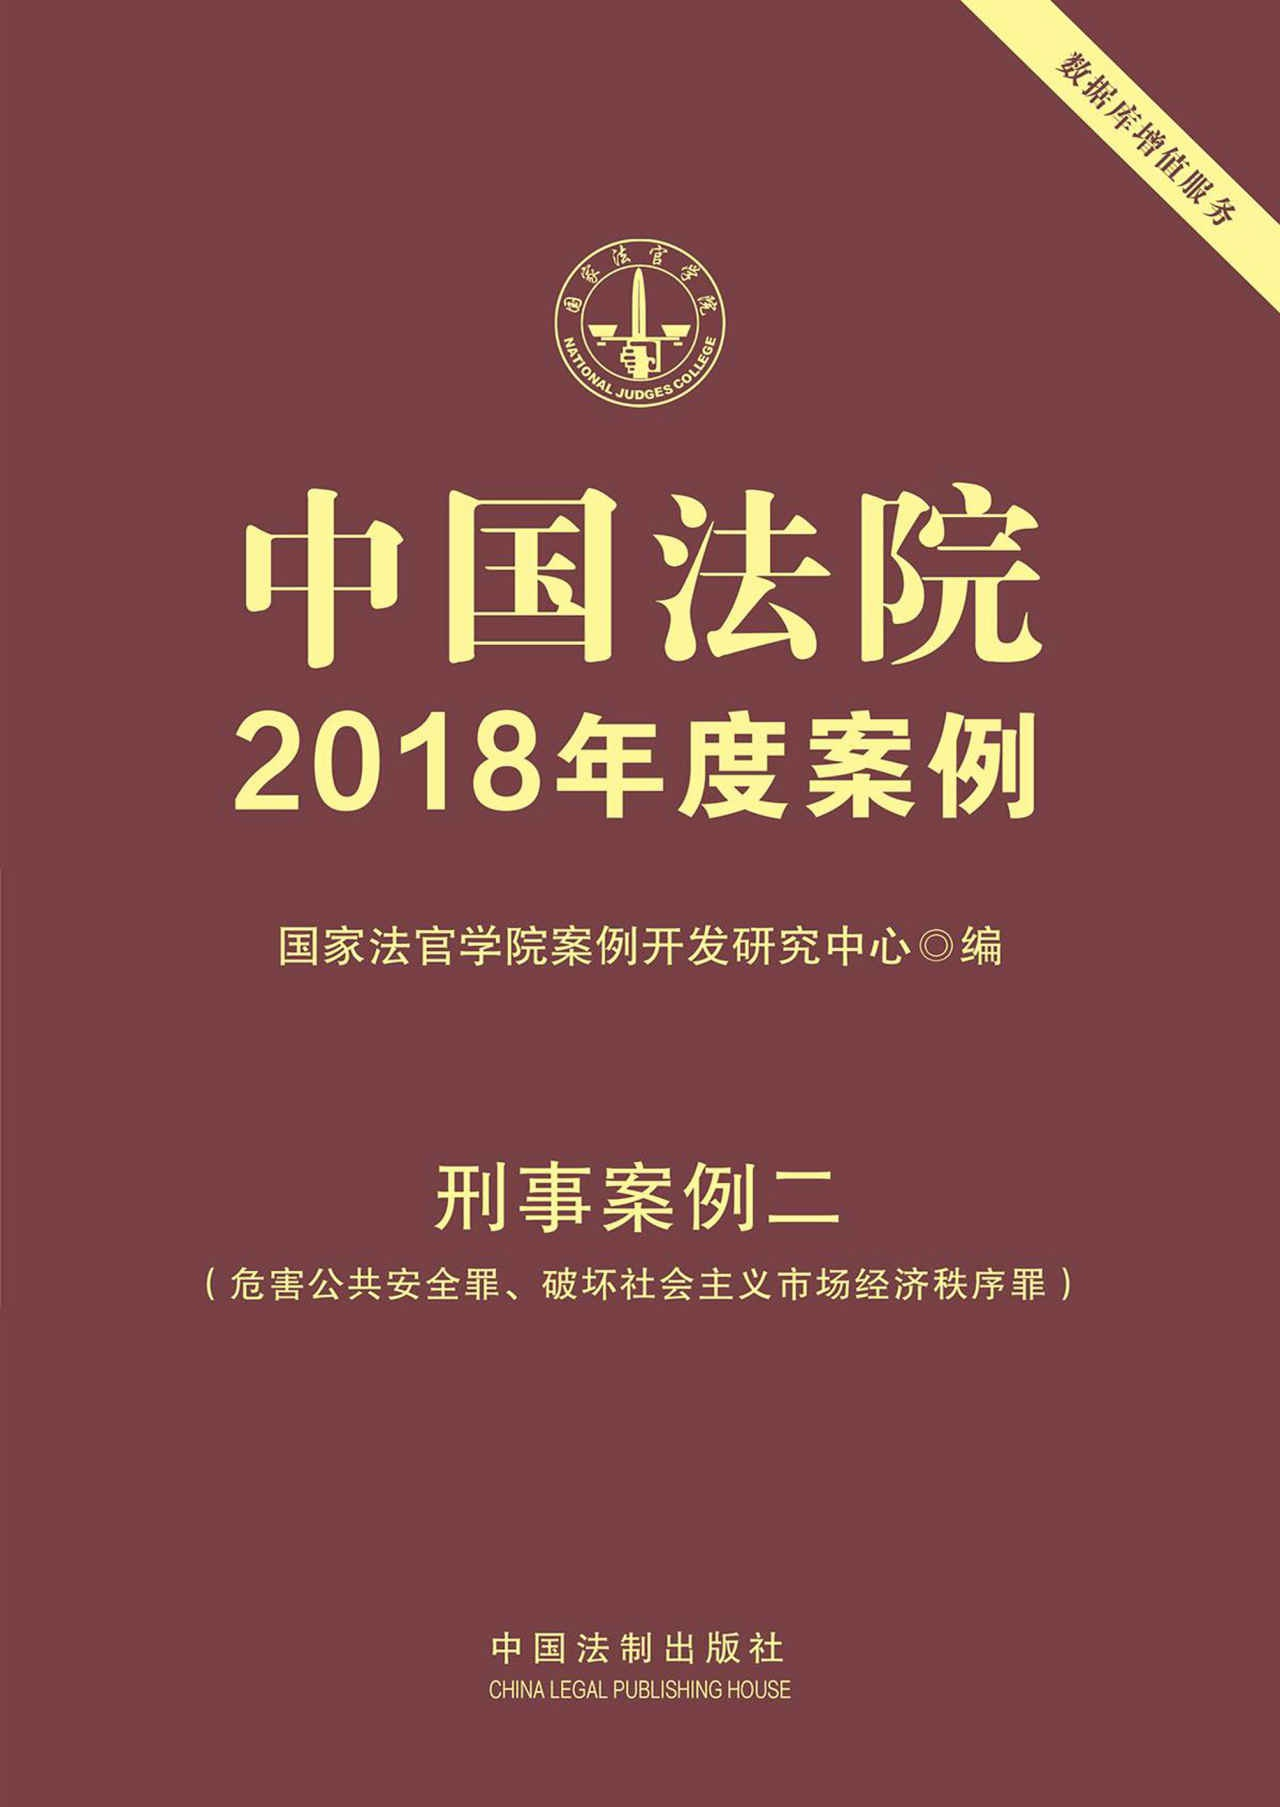 数据库增值服务
国家法官学院
NATIONAL JUDGES COLLEGE
中国法院
2018年度案例
国家法官学院案例开发研究中心◎编
刑事案例二
（危害公共安全罪、破坏社会主义市场经济秩序罪）
中国法制出版社
CHINA LEGAL PUBLISHING HOUSE